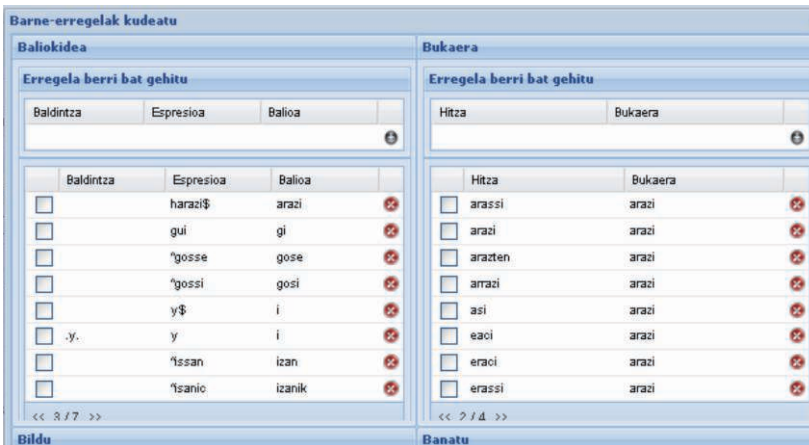 Barne-erregelak kudeatu
Baliokidea
Erregela berri bat gehitu
Baldintza Espresioa Balioa
Baldintza Espresioa Balioa
harazi$ arazi
gui gi
^gosse gose
^gossi gosi
y$ i
.y. y i
^issan izan
^isanic izanik
<< 3 / 7 >>
Bildu
Bukaera
Erregela berri bat gehitu
Hitza Bukaera
Hitza Bukaera
arassi arazi
arazi arazi
arazten arazi
arrazi arazi
asi arazi
eaci arazi
eraci arazi
erassi arazi
<< 2 / 4 >>
Banatu